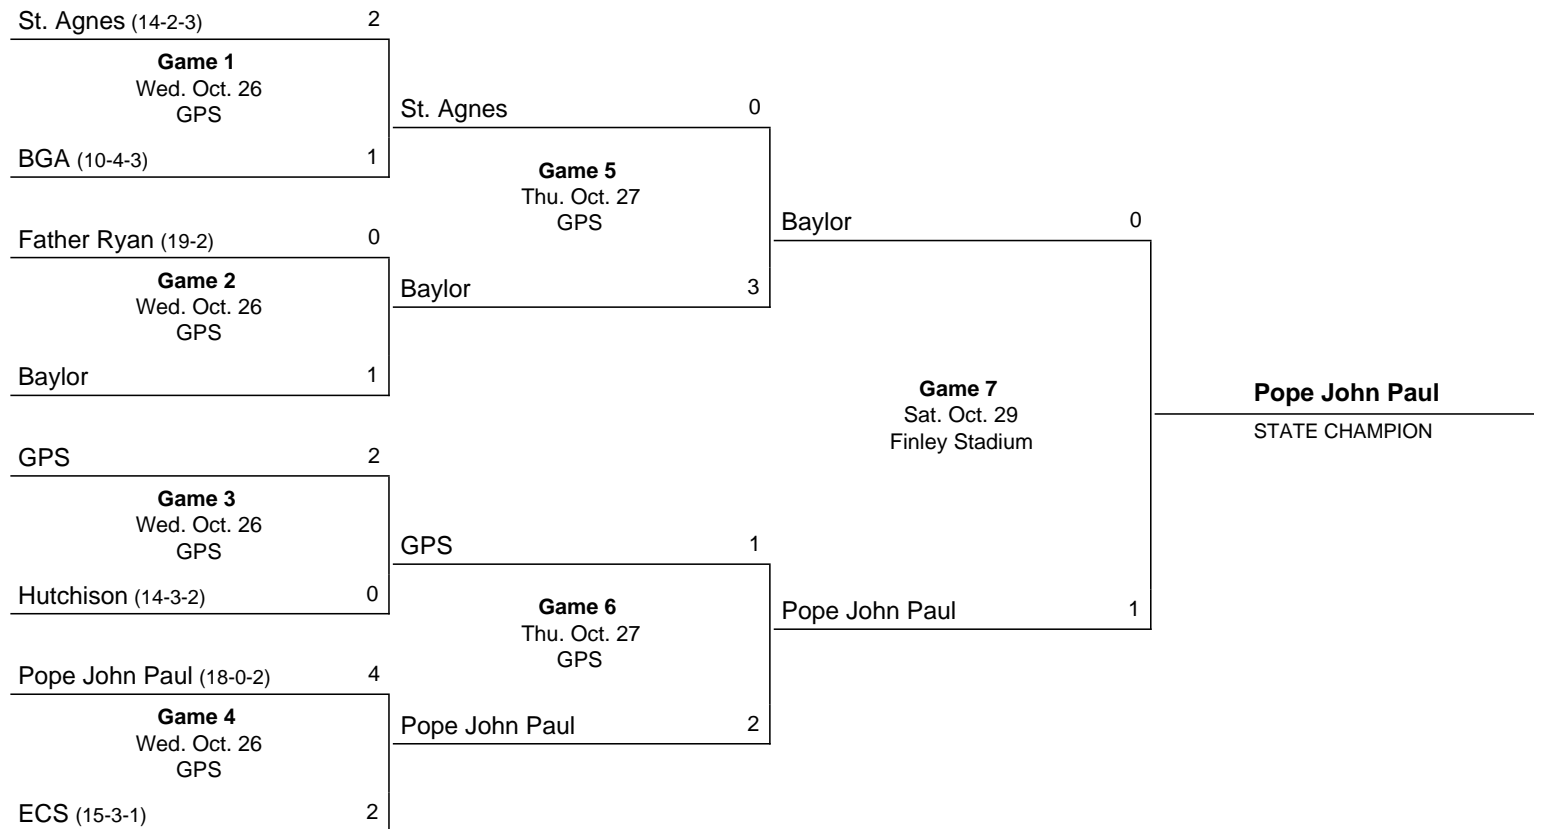 St. Agnes (14-2-3) 2
Game 1
Wed. Oct. 26
GPS
BGA (10-4-3) 1
Father Ryan (19-2) 0
Game 2
Wed. Oct. 26
GPS
Baylor 1
GPS 2
Game 3
Wed. Oct. 26
GPS
Hutchison (14-3-2) 0
Pope John Paul (18-0-2) 4
Game 4
Wed. Oct. 26
GPS
ECS (15-3-1) 2
St. Agnes 0
Game 5
Thu. Oct. 27
GPS
Baylor 3
GPS 1
Game 6
Thu. Oct. 27
GPS
Pope John Paul 2
Baylor 0
Game 7
Sat. Oct. 29
Finley Stadium
Pope John Paul 1
Pope John Paul
STATE CHAMPION